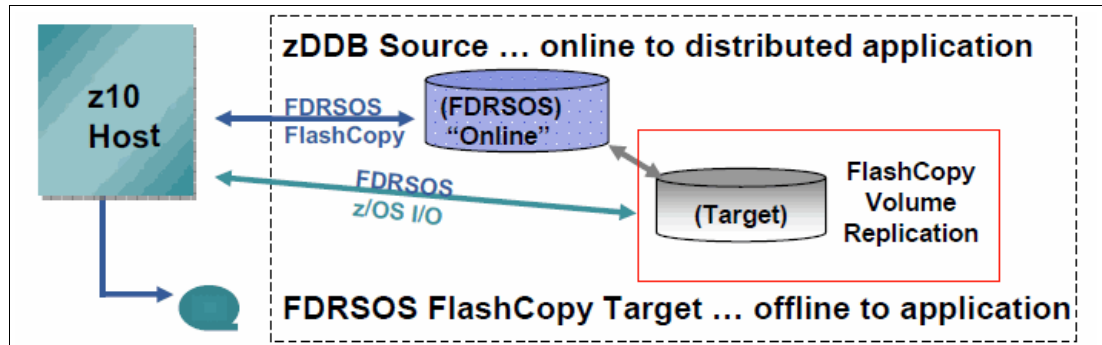 zDDB Source ... online to distributed application
z10
Host
FDRSOS
FlashCopy
(FDRSOS)
“Online”
FDRSOS
z/OS I/O
(Target)
FlashCopy
Volume
Replication
FDRSOS FlashCopy Target ... offline to application